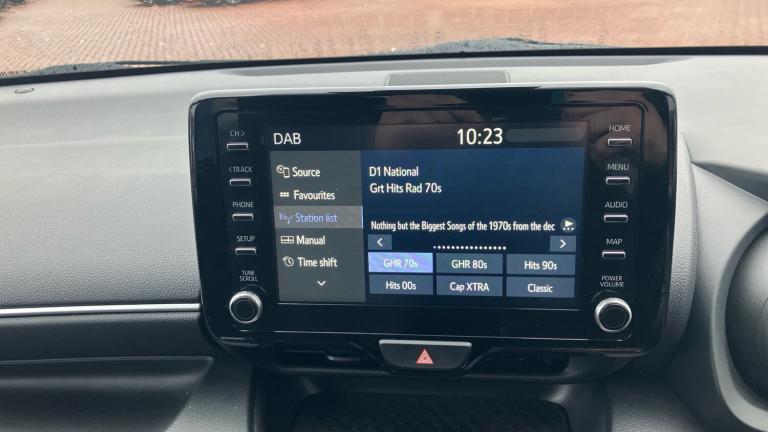 CH >
< TRACK
PHONE
SETUP
TUNE
SCROLL
DAB
10:23
Source
Favourites
Station list
Manual
Time shift
D1 National
Grt Hits Rad 70s
Nothing but the Biggest Songs of the 1970s from the dec
<
>
GHR 70s
GHR 80s
Hits 90s
Hits 00s
Cap XTRA
Classic
HOME
MENU
AUDIO
MAP
POWER
VOLUME